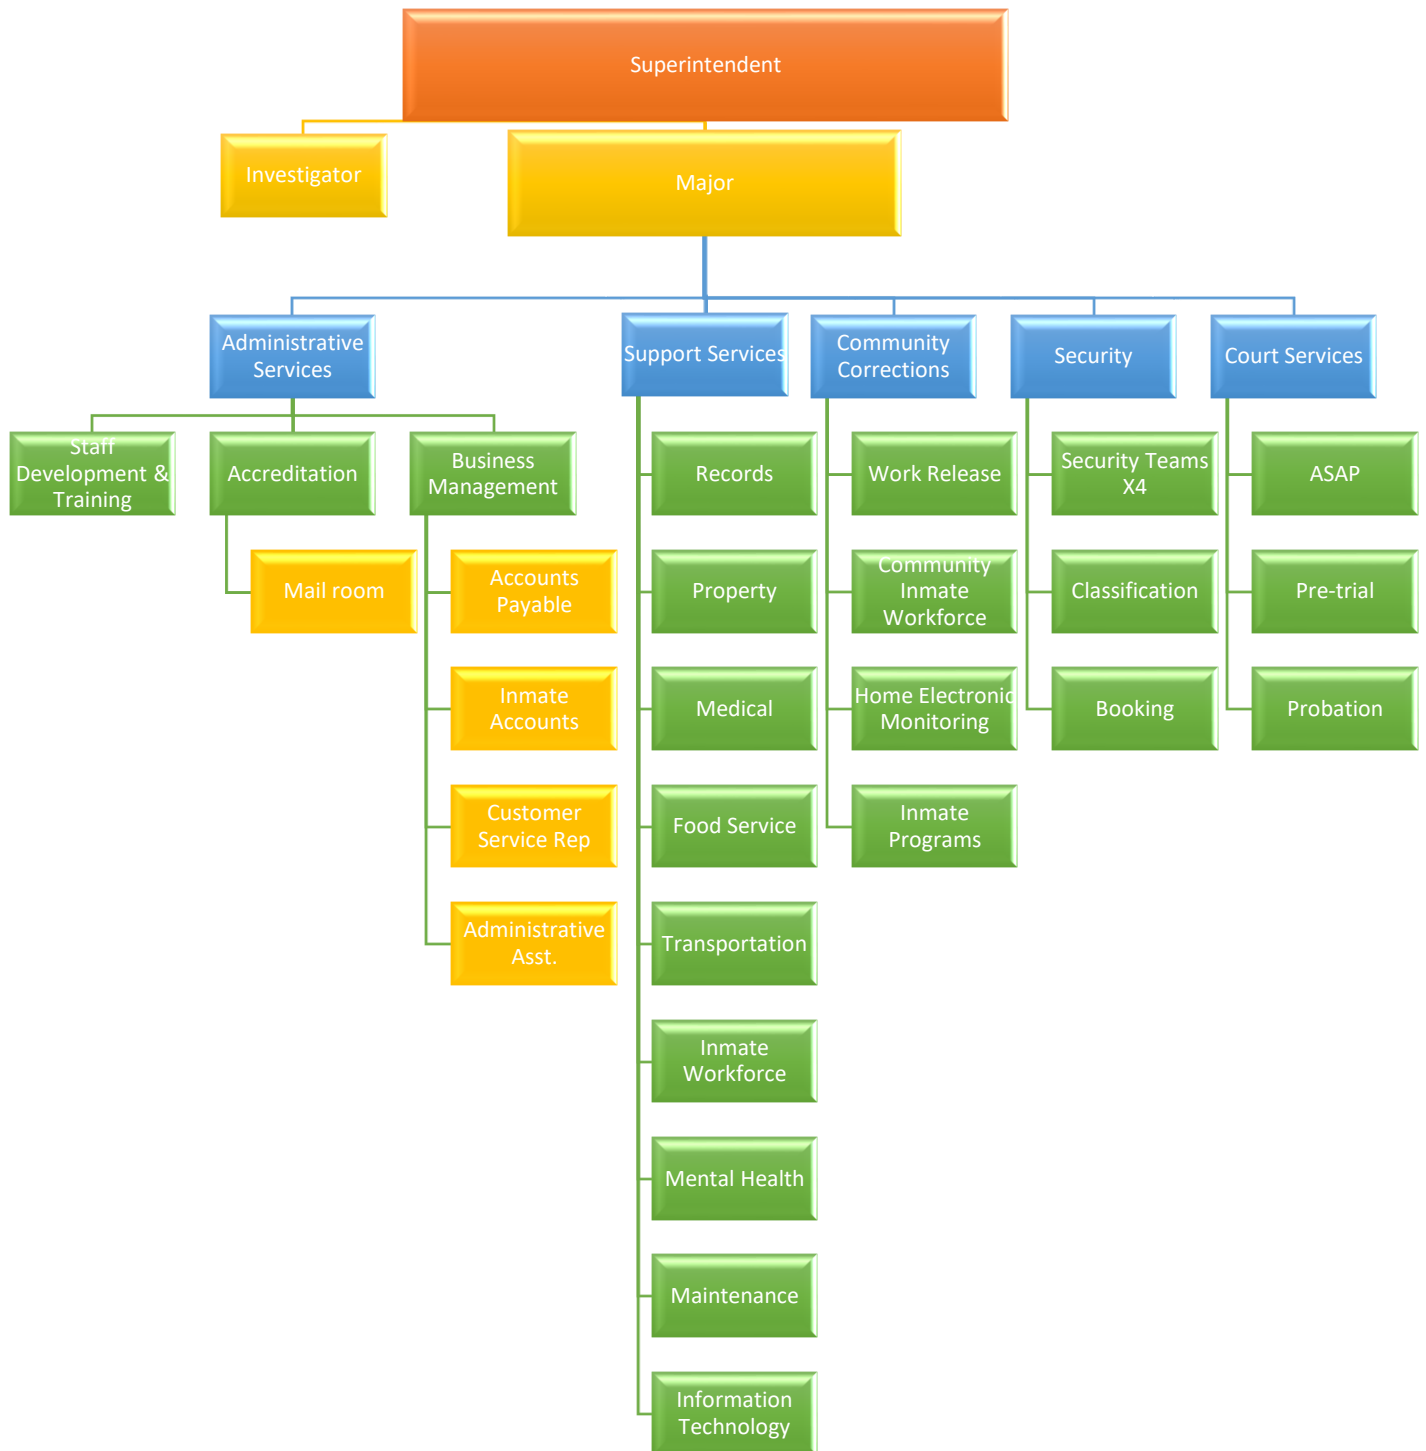 Superintendent
Investigator
Major
Administrative
Services
Support Services
Community
Corrections
Security
Court Services
Staff
Development &
Training
Accreditation
Business
Management
Records
Work Release
Security Teams
X4
ASAP
Mail room
Accounts
Payable
Property
Community
Inmate
Workforce
Classification
Pre-trial
Inmate
Accounts
Medical
Home Electronic
Monitoring
Booking
Probation
Customer
Service Rep
Food Service
Inmate
Programs
Administrative
Asst.
Transportation
Inmate
Workforce
Mental Health
Maintenance
Information
Technology